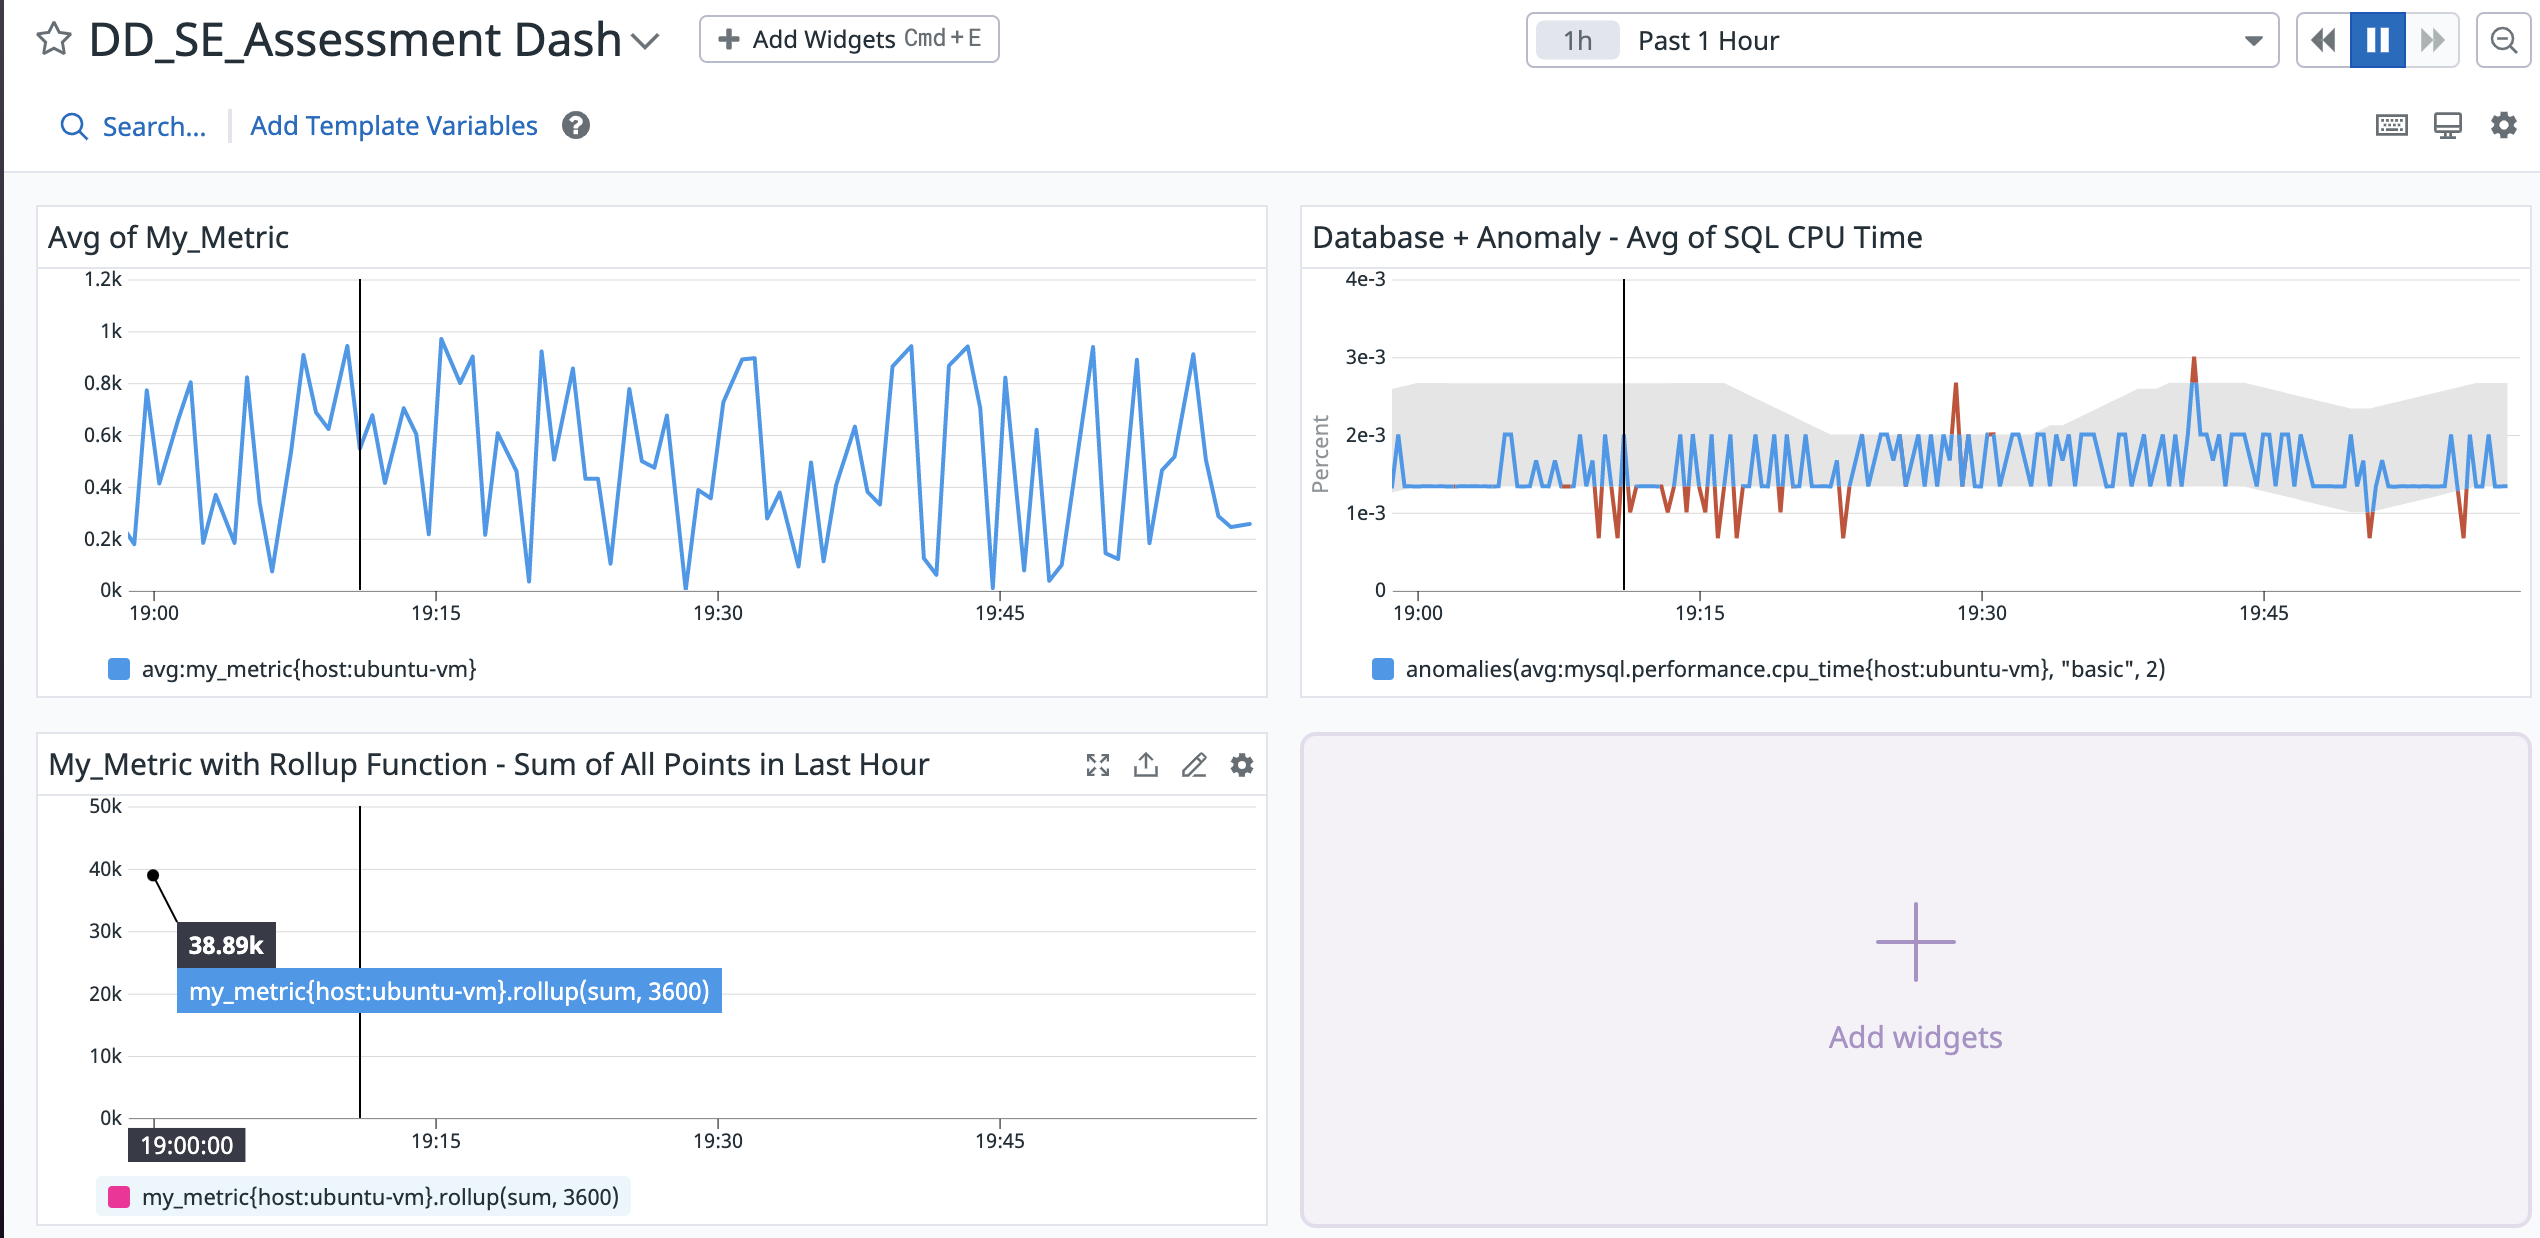 DD_SE_Assessment Dash
Add Widgets Cmd+E
1h Past 1 Hour
Search...
Add Template Variables ?
Avg of My_Metric
1.2k
1k
0.8k
0.6k
0.4k
0.2k
0k
19:00 19:15 19:30 19:45
avg:my_metric{host:ubuntu-vm}
Database + Anomaly - Avg of SQL CPU Time
Percent
4e-3
3e-3
2e-3
1e-3
0
19:00 19:15 19:30 19:45
anomalies(avg:mysql.performance.cpu_time{host:ubuntu-vm}, "basic", 2)
My_Metric with Rollup Function - Sum of All Points in Last Hour
50k
40k
30k
20k
10k
0k
38.89k
my_metric{host:ubuntu-vm}.rollup(sum, 3600)
19:00:00 19:15 19:30 19:45
my_metric{host:ubuntu-vm}.rollup(sum, 3600)
Add widgets